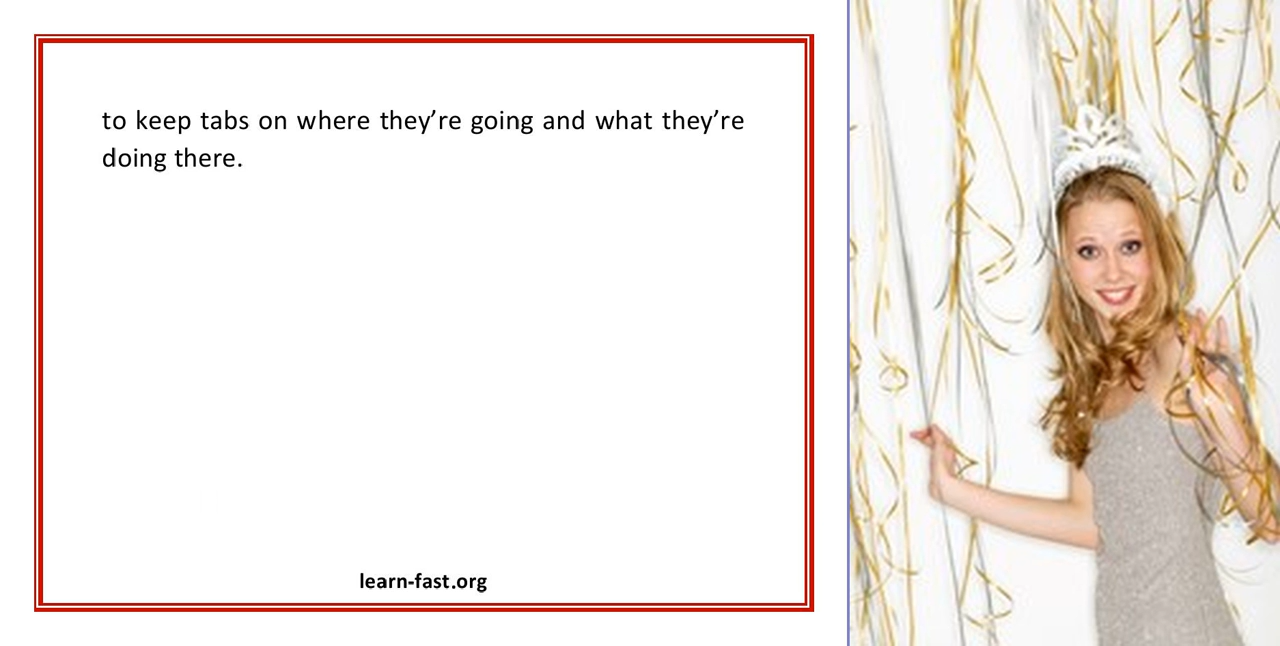 to keep tabs on where they’re going and what they’re
doing there.
learn-fast.org